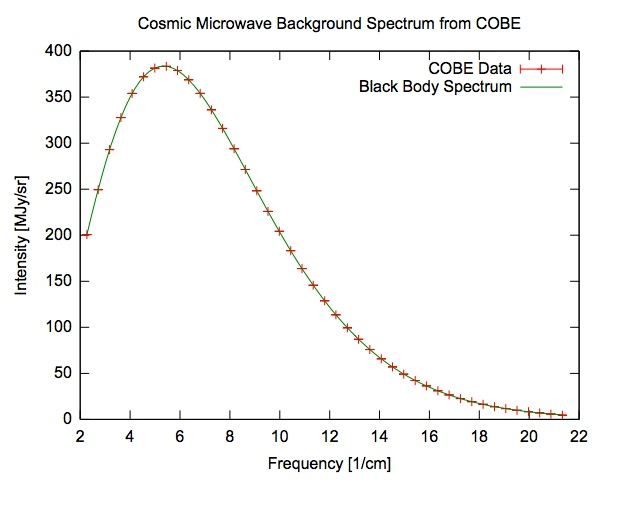 Cosmic Microwave Background Spectrum from COBE
400
350
300
250
200
150
100
50
0
COBE Data
Black Body Spectrum
Intensity [MJy/sr]
2 4 6 8 10 12 14 16 18 20 22
Frequency [1/cm]